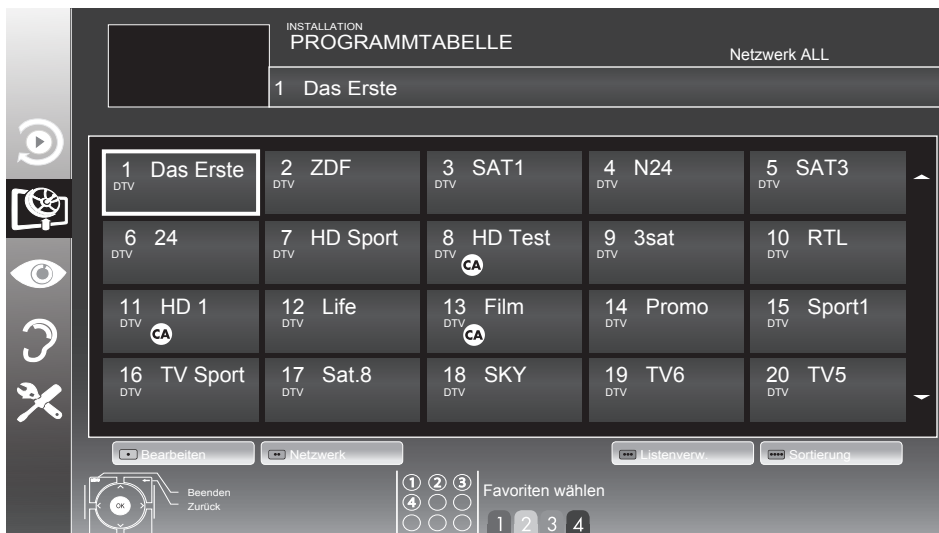 INSTALLATION
PROGRAMMTABELLE
Netzwerk ALL
1 Das Erste
1 Das Erste
DTV
2 ZDF
DTV
3 SAT1
DTV
4 N24
DTV
5 SAT3
DTV
6 24
DTV
7 HD Sport
DTV
8 HD Test
DTV
CA
9 3sat
DTV
10 RTL
DTV
11 HD 1
DTV
CA
12 Life
DTV
13 Film
DTV
CA
14 Promo
DTV
15 Sport1
DTV
16 TV Sport
DTV
17 Sat.8
DTV
18 SKY
DTV
19 TV6
DTV
20 TV5
DTV
Bearbeiten
Netzwerk
Listenverw.
Sortierung
OK
Beenden
Zurück
1 2 3
4
Favoriten wählen
1 2 3 4